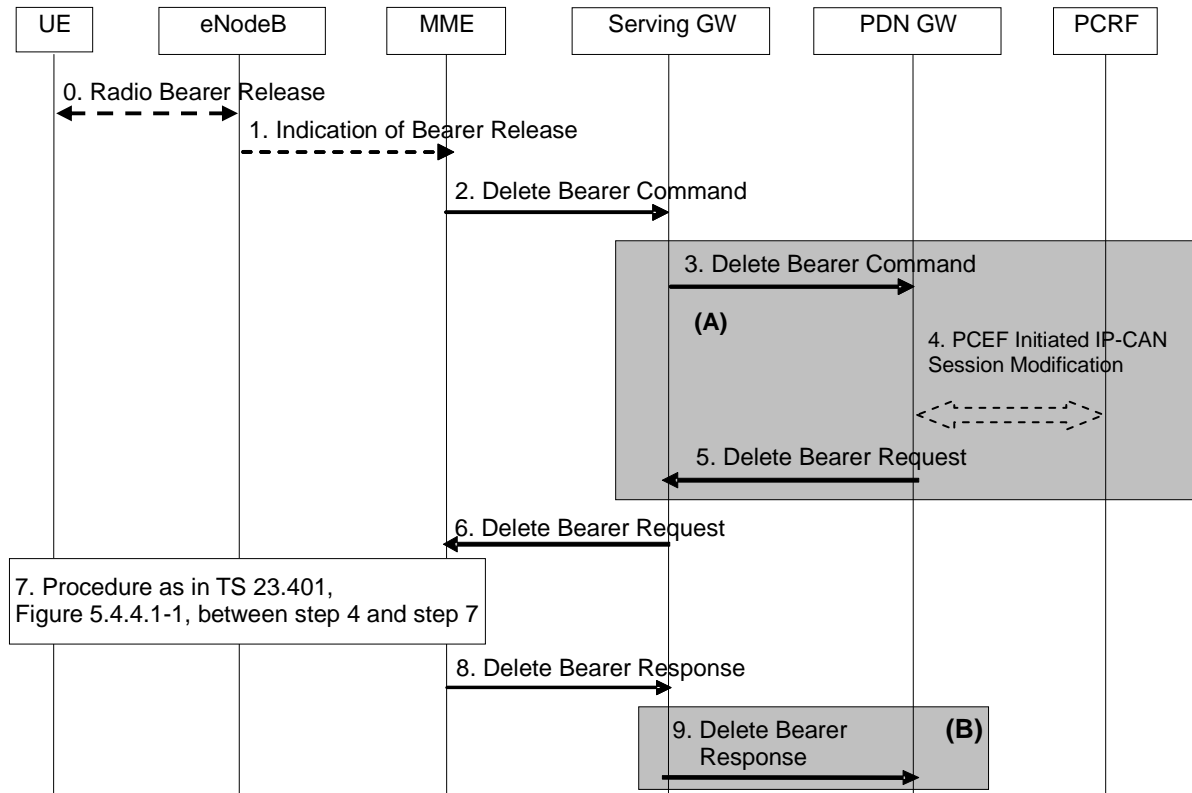 UE
eNodeB
MME
Serving GW
PDN GW
PCRF
0. Radio Bearer Release
1. Indication of Bearer Release
2. Delete Bearer Command
3. Delete Bearer Command
(A)
4. PCEF Initiated IP-CAN
Session Modification
5. Delete Bearer Request
6. Delete Bearer Request
7. Procedure as in TS 23.401,
Figure 5.4.4.1-1, between step 4 and step 7
8. Delete Bearer Response
9. Delete Bearer
Response
(B)